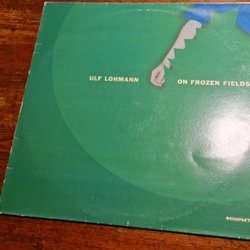 ULF LOHMANN
ON FROZEN FIELDS